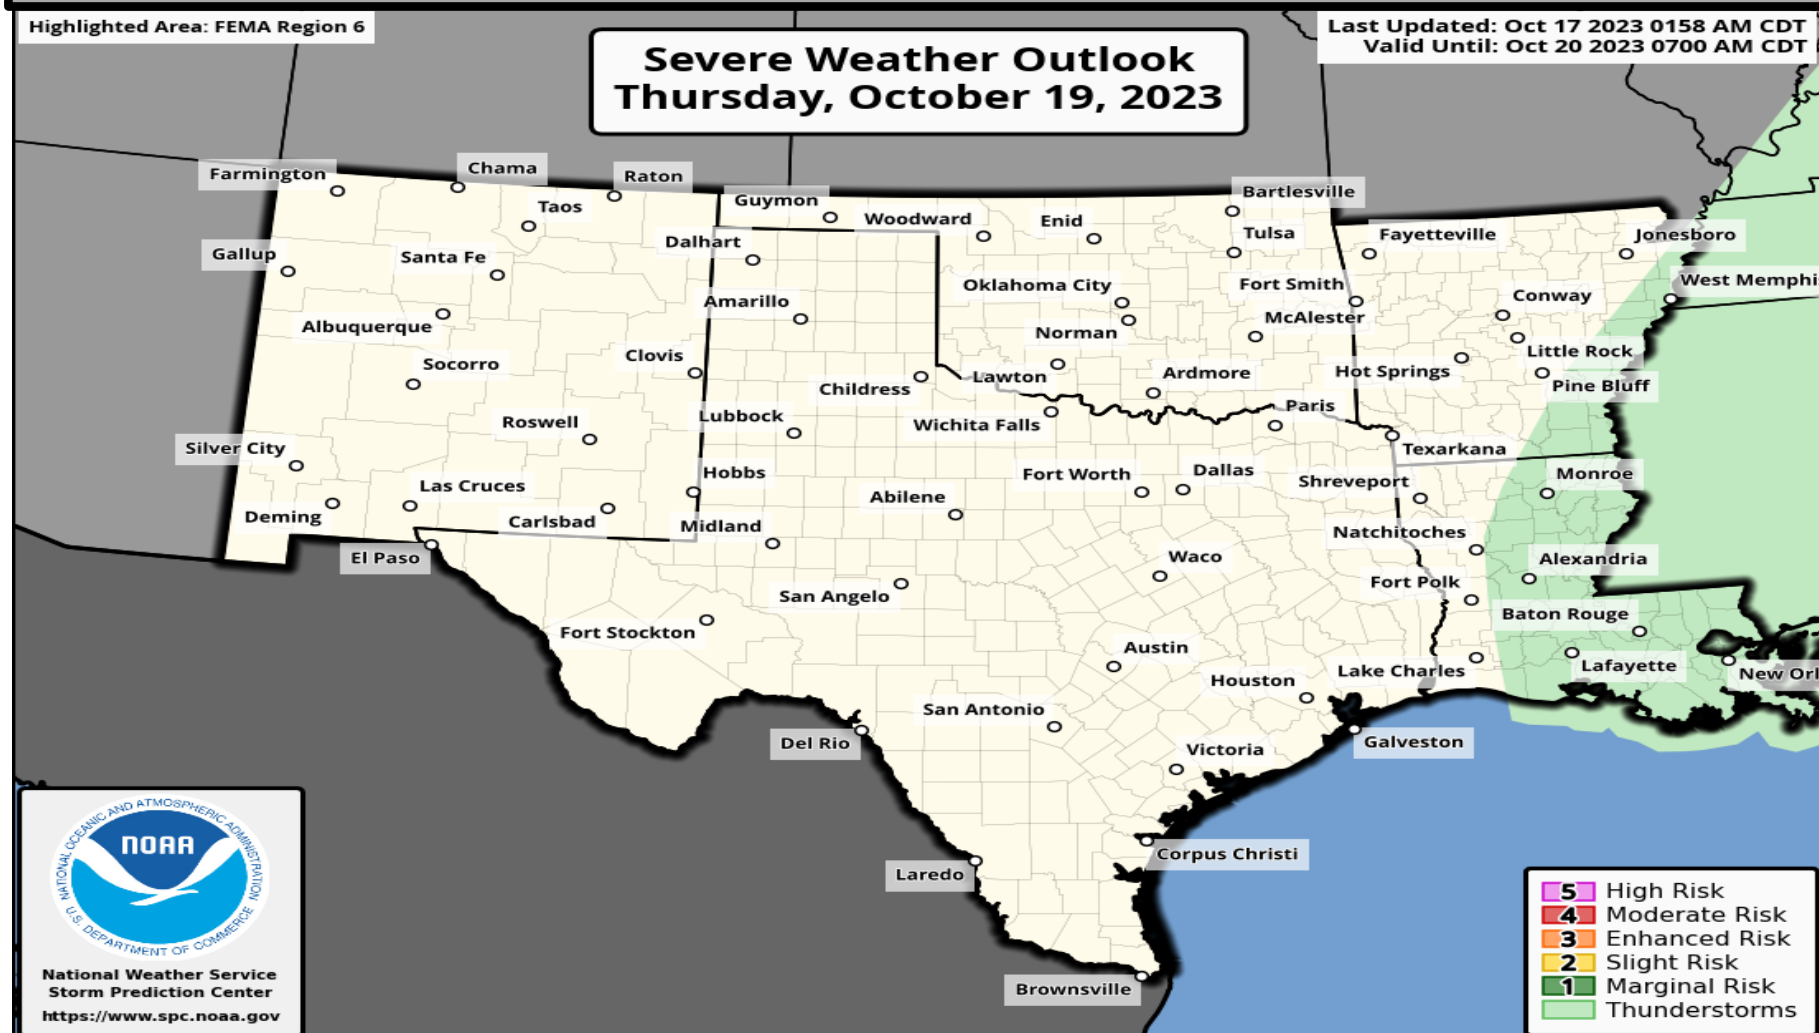 Highlighted Area: FEMA Region 6
Severe Weather Outlook
Thursday, October 19, 2023
Last Updated: Oct 17 2023 0158 AM CDT
Valid Until: Oct 20 2023 0700 AM CDT
Farmington
Chama
Raton
Taos
Guymon
Woodward
Enid
Bartlesville
Tulsa
Fayetteville
Jonesboro
Gallup
Santa Fe
Dalhart
Oklahoma City
Fort Smith
Conway
West Memphi
Albuquerque
Amarillo
Norman
McAlester
Little Rock
Socorro
Clovis
Childress
Lawton
Ardmore
Hot Springs
Pine Bluff
Roswell
Lubbock
Wichita Falls
Paris
Texarkana
Silver City
Las Cruces
Hobbs
Abilene
Fort Worth
Dallas
Shreveport
Monroe
Deming
Carlsbad
Midland
Natchitoches
El Paso
Waco
Alexandria
San Angelo
Fort Polk
Fort Stockton
Austin
Baton Rouge
Houston
Lake Charles
Lafayette
New Orl
San Antonio
Del Rio
Victoria
Galveston
Laredo
Corpus Christi
Brownsville
NATIONAL OCEANIC AND ATMOSPHERIC ADMINISTRATION
NOAA
U.S. DEPARTMENT OF COMMERCE
National Weather Service
Storm Prediction Center
https://www.spc.noaa.gov
5 High Risk
4 Moderate Risk
3 Enhanced Risk
2 Slight Risk
1 Marginal Risk
Thunderstorms